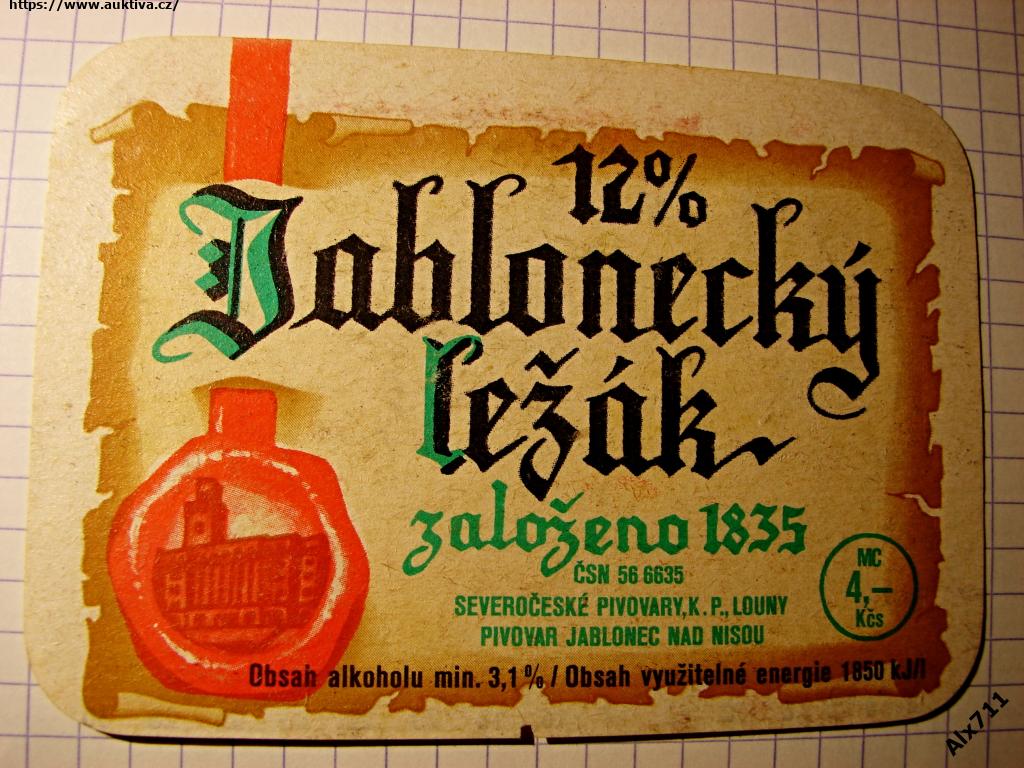 https://www.auktiva.cz/
12%
Jablonecký
ležák
založeno 1835
ČSN 56 6635
SEVEROČESKÉ PIVOVARY, K. P., LOUNY
PIVOVAR JABLONEC NAD NISOU
MC
4,–
Kčs
Obsah alkoholu min. 3,1 % / Obsah využitelné energie 1850 kJ/l
Alx711